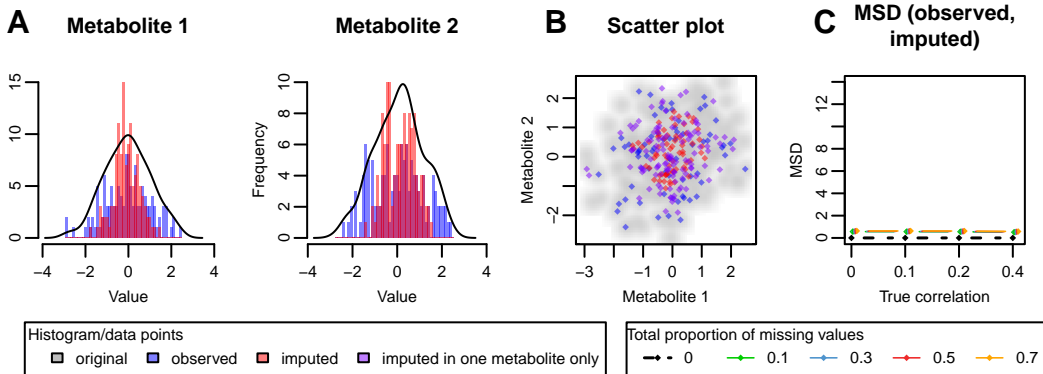 A Metabolite 1 Metabolite 2 B Scatter plot C MSD (observed, imputed)
15
10
5
0
−4 −2 0 2 4
Value
Frequency
10
8
6
4
2
0
−4 −2 0 2 4
Value
Metabolite 2
2
1
0
−2
−3 −1 0 1 2
Metabolite 1
MSD
12
8
6
4
2
0
0 0.1 0.2 0.4
True correlation
Histogram/data points
original observed imputed imputed in one metabolite only
Total proportion of missing values
0 0.1 0.3 0.5 0.7